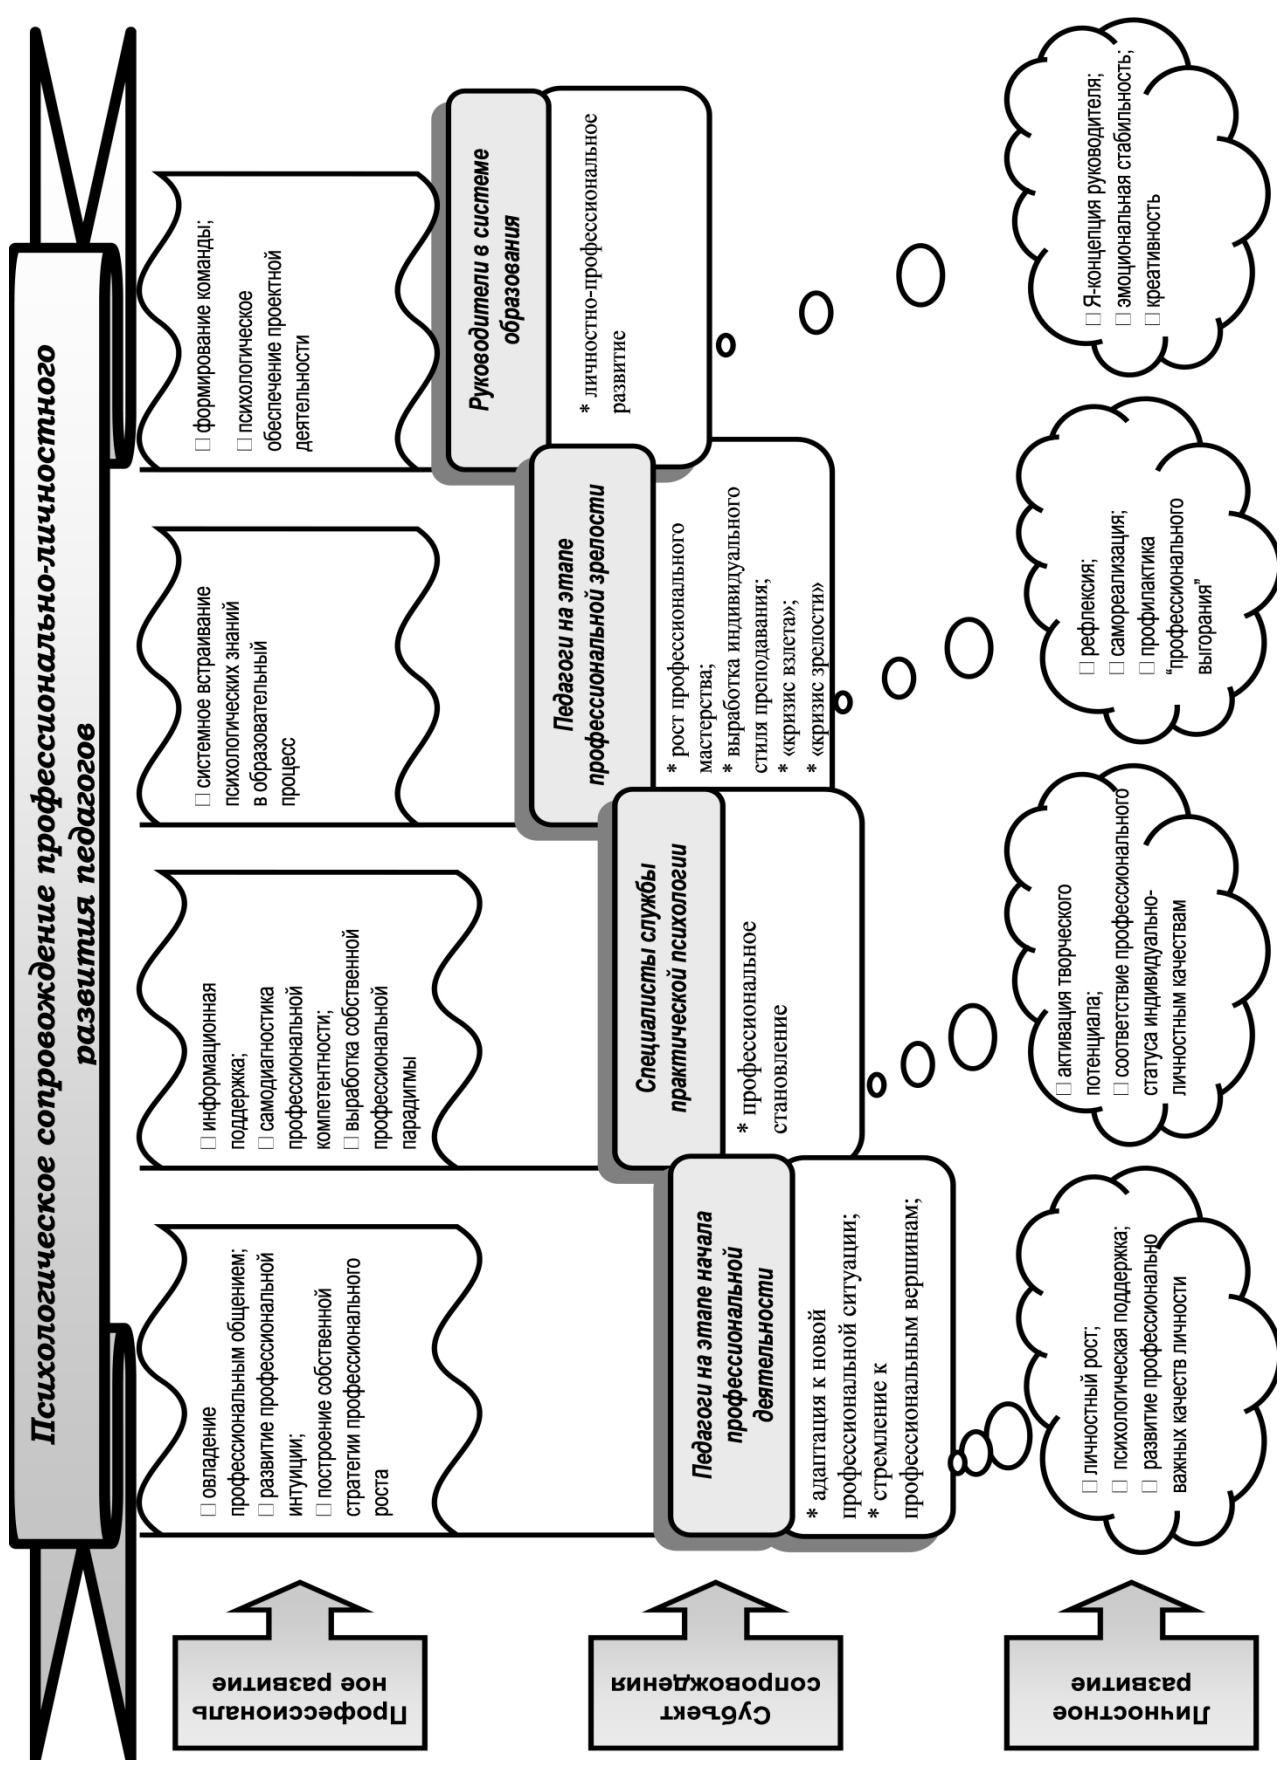 Психологическое сопровождение профессионально-личностного
развития педагогов
Профессиональ
ное развитие
□ овладение
профессиональным общением;
□ развитие профессиональной
интуиции;
□ построение собственной
стратегии профессионального
роста
□ информационная
поддержка;
□ самодиагностика
профессиональной
компетентности;
□ выработка собственной
профессиональной
парадигмы
□ системное встраивание
психологических знаний
в образовательный
процесс
□ формирование команды;
□ психологическое
обеспечение проектной
деятельности
Субъект
сопровождения
Педагоги на этапе начала
профессиональной
деятельности
* адаптация к новой
профессиональной ситуации;
* стремление к
профессиональным вершинам;
Специалисты службы
практической психологии
* профессиональное
становление
Педагоги на этапе
профессиональной зрелости
* рост профессионального
мастерства;
* выработка индивидуального
стиля преподавания;
* «кризис взлета»;
* «кризис зрелости»
Руководители в системе
образования
* личностно-профессиональное
развитие
Личностное
развитие
□ личностный рост;
□ психологическая поддержка;
□ развитие профессионально
важных качеств личности
□ активация творческого
потенциала;
□ соответствие профессионального
статуса индивидуально-
личностным качествам
□ рефлексия;
□ самореализация;
□ профилактика
“профессионального
выгорания”
□ Я-концепция руководителя;
□ эмоциональная стабильность;
□ креативность